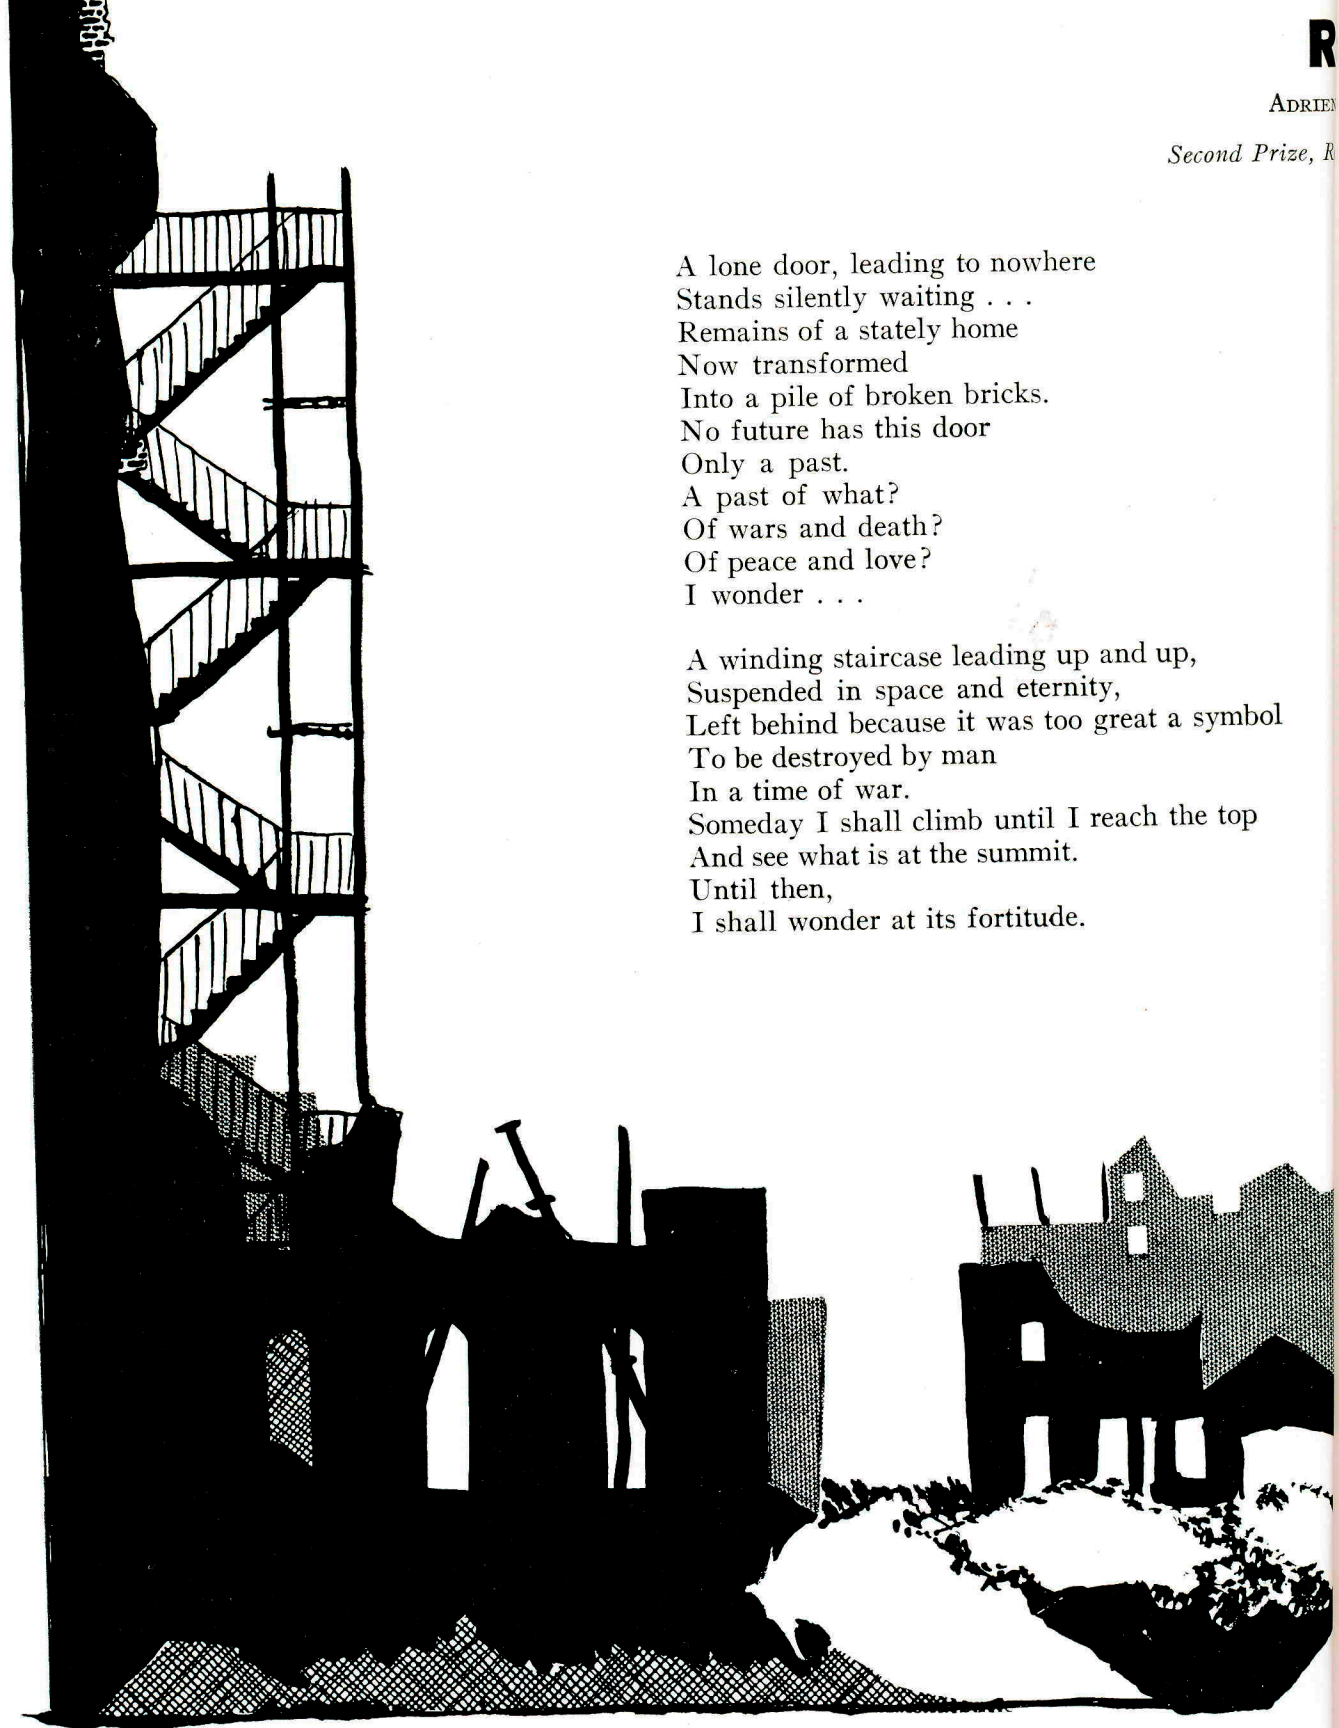 R
ADRIEN
Second Prize, R
A lone door, leading to nowhere
Stands silently waiting . . .
Remains of a stately home
Now transformed
Into a pile of broken bricks.
No future has this door
Only a past.
A past of what?
Of wars and death?
Of peace and love?
I wonder . . .
A winding staircase leading up and up,
Suspended in space and eternity,
Left behind because it was too great a symbol
To be destroyed by man
In a time of war.
Someday I shall climb until I reach the top
And see what is at the summit.
Until then,
I shall wonder at its fortitude.